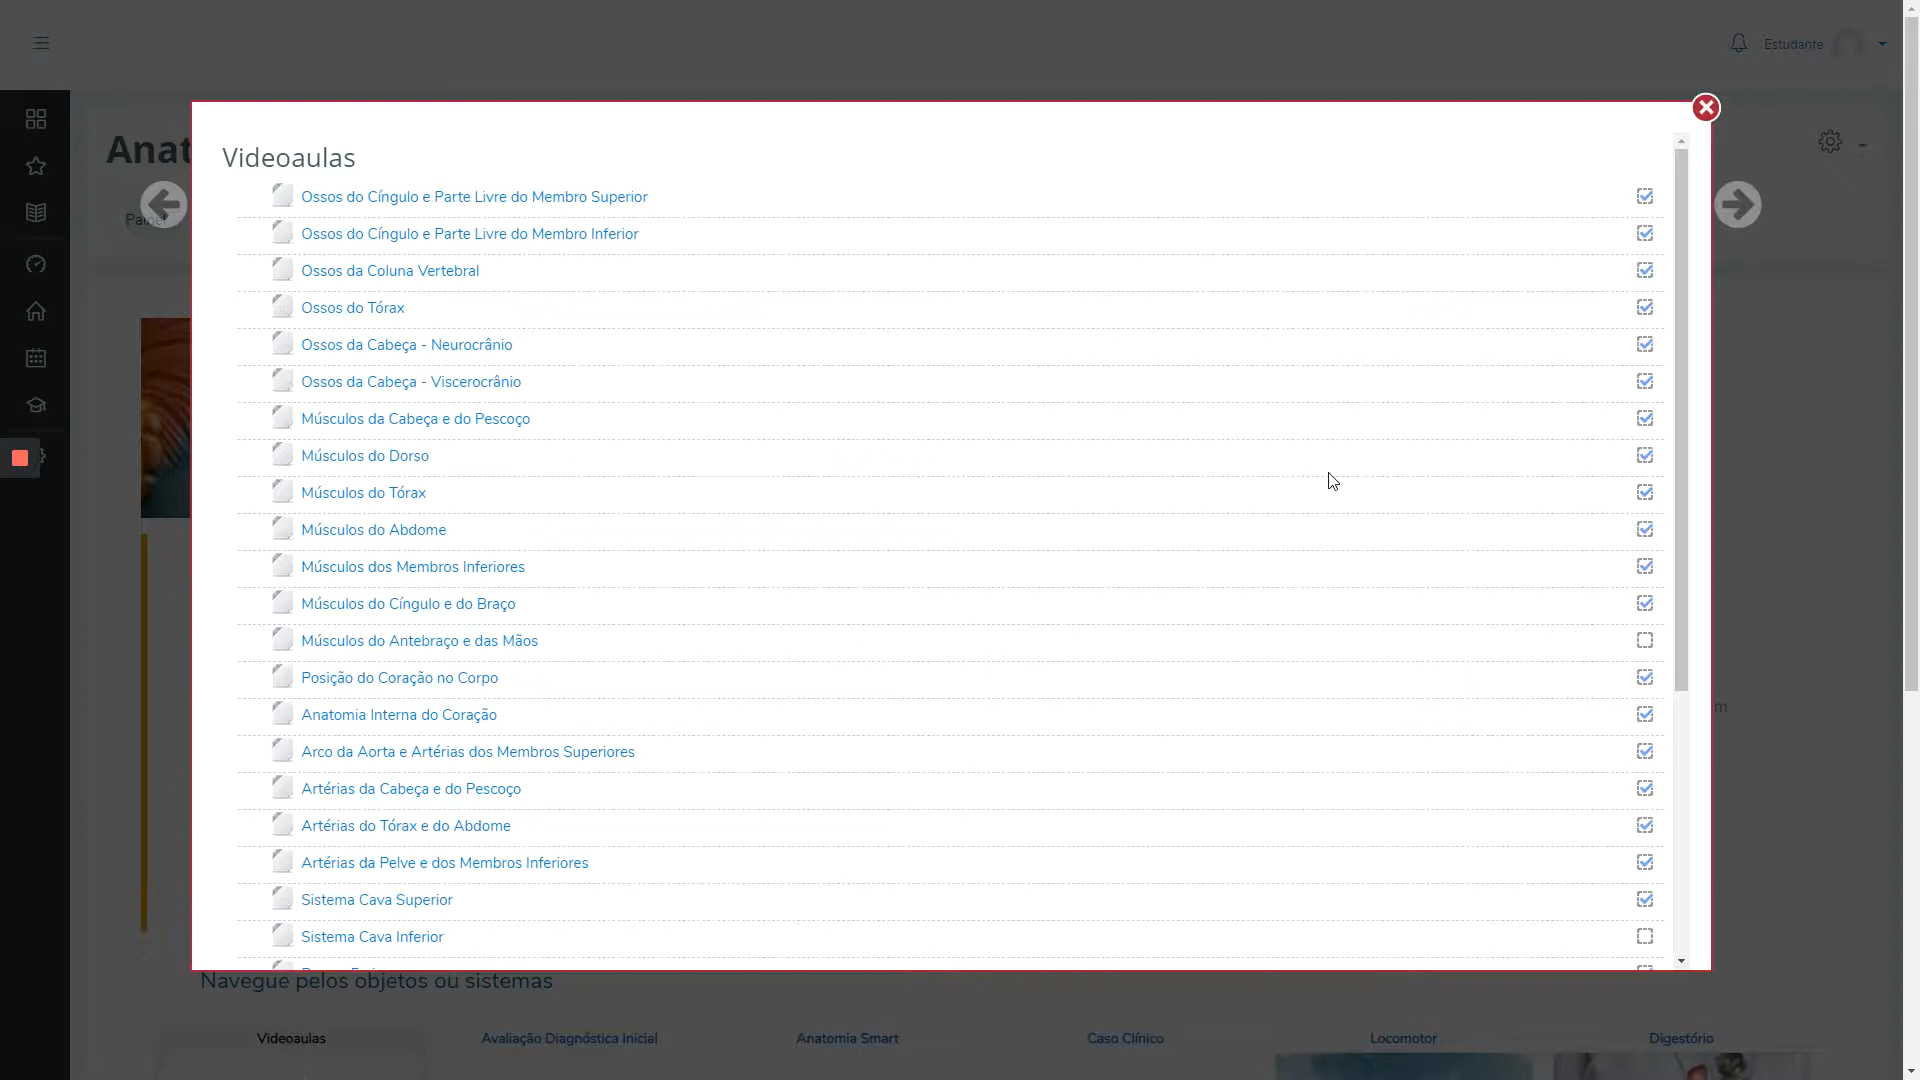 Estudante
Anat
Painel
Videoaulas
Ossos do Cíngulo e Parte Livre do Membro Superior
Ossos do Cíngulo e Parte Livre do Membro Inferior
Ossos da Coluna Vertebral
Ossos do Tórax
Ossos da Cabeça - Neurocrânio
Ossos da Cabeça - Viscerocrânio
Músculos da Cabeça e do Pescoço
Músculos do Dorso
Músculos do Tórax
Músculos do Abdome
Músculos dos Membros Inferiores
Músculos do Cíngulo e do Braço
Músculos do Antebraço e das Mãos
Posição do Coração no Corpo
Anatomia Interna do Coração
Arco da Aorta e Artérias dos Membros Superiores
Artérias da Cabeça e do Pescoço
Artérias do Tórax e do Abdome
Artérias da Pelve e dos Membros Inferiores
Sistema Cava Superior
Sistema Cava Inferior
Navegue pelos objetos ou sistemas
Videoaulas
Avaliação Diagnóstica Inicial
Anatomia Smart
Caso Clínico
Locomotor
Digestório